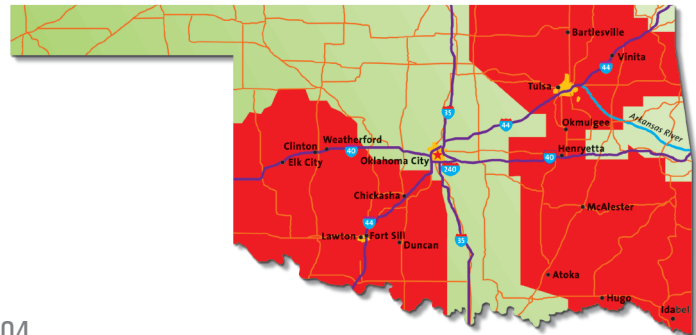 Bartlesville
Vinita
44
Tulsa
35
44
Okmulgee
Arkansas River
Clinton
Weatherford
40
Henryetta
Elk City
Oklahoma City
40
240
Chickasha
McAlester
44
Lawton
Fort Sill
35
Duncan
Atoka
Hugo
Idabel
04